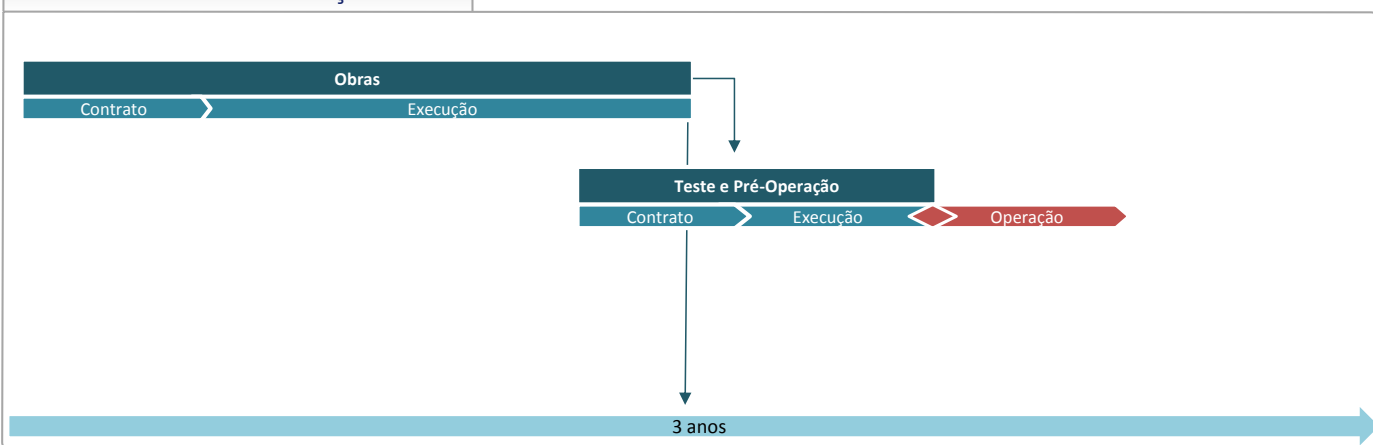 Obras
Contrato
Execução
Teste e Pré-Operação
Contrato
Execução
Operação
3 anos